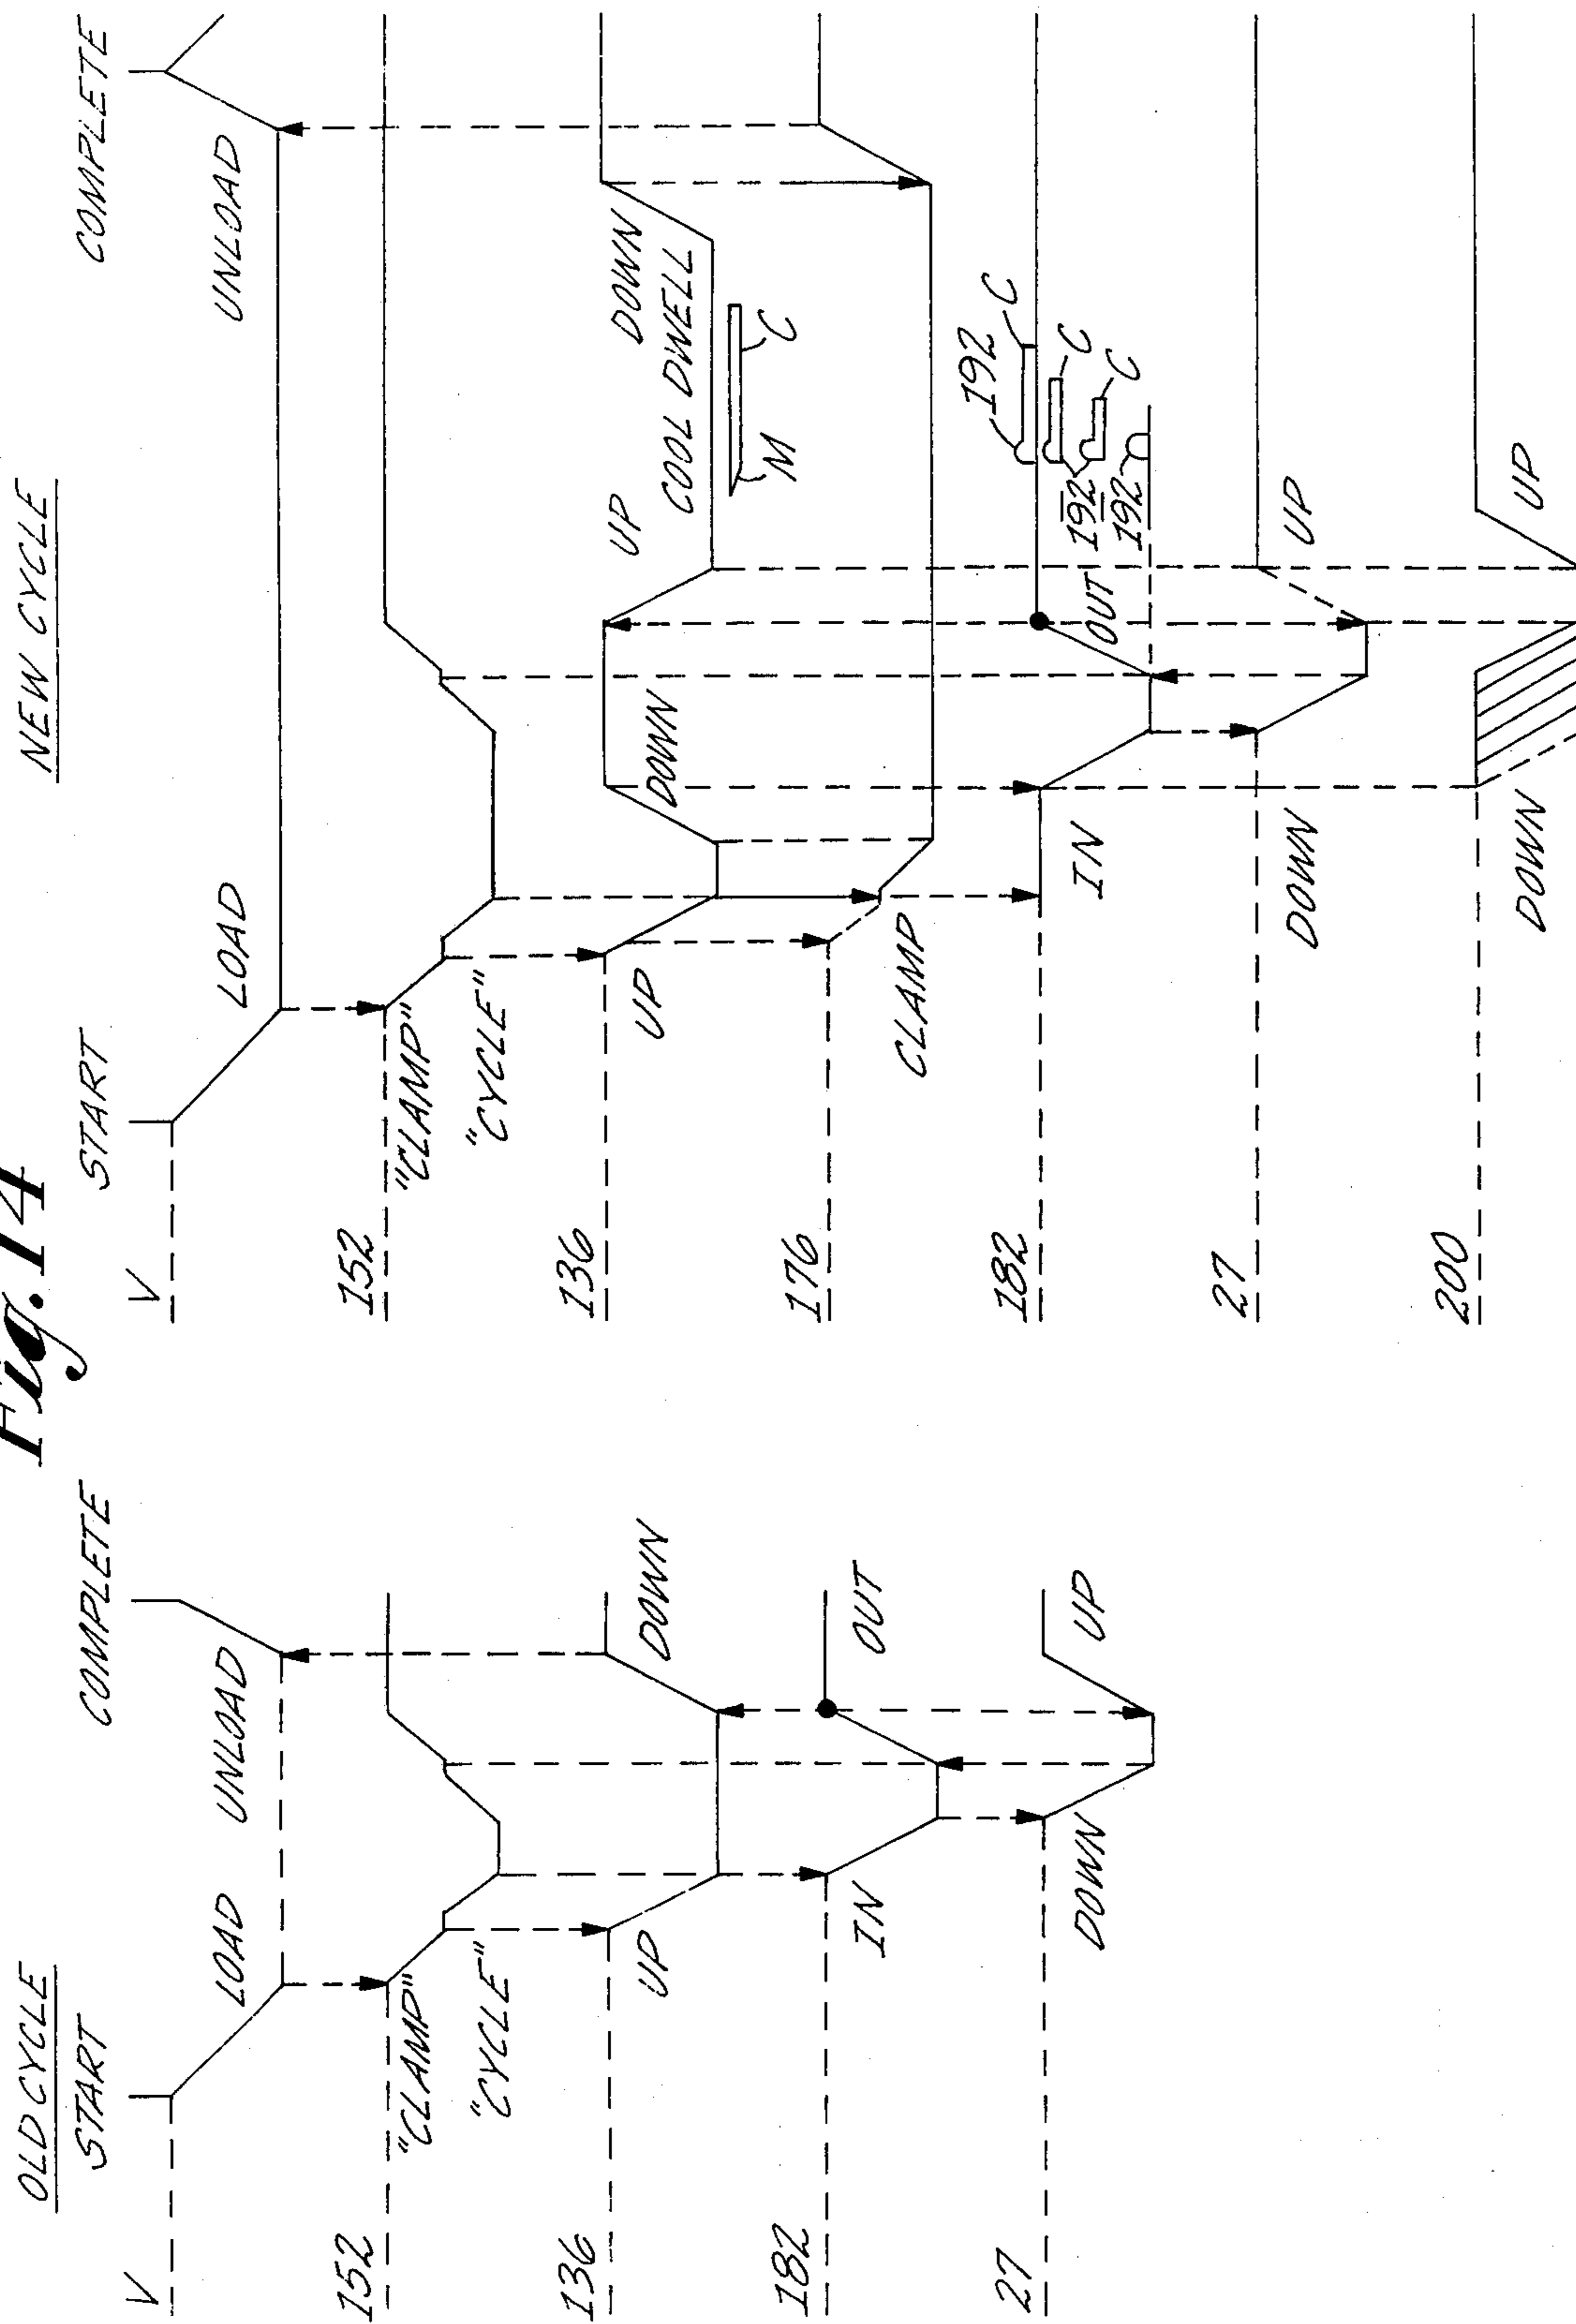 Fig. 14
OLD CYCLE
START
COMPLETE
V
LOAD
UNLOAD
152
"CLAMP"
"CYCLE"
136
UP
DOWN
182
IN
OUT
27
DOWN
UP
NEW CYCLE
START
COMPLETE
V
LOAD
UNLOAD
152
"CLAMP"
"CYCLE"
136
UP
DOWN
UP
DOWN
COOL DWELL
M
C
176
CLAMP
182
IN
OUT
192
C
192
C
C
192
27
DOWN
UP
200
DOWN
UP